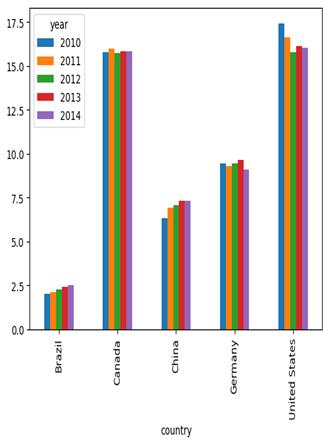 year
2010
2011
2012
2013
2014
17.5
15.0
12.5
10.0
7.5
5.0
2.5
0.0
Brazil
Canada
China
Germany
United States
country